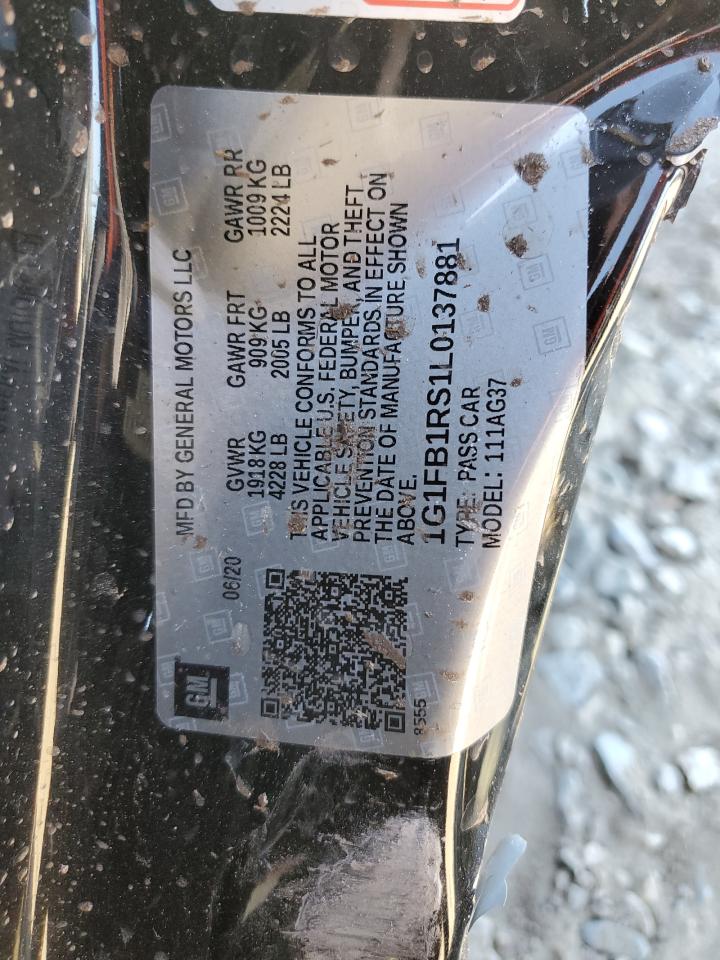 MFD BY GENERAL MOTORS LLC
06/20 GVWR GAWR FRT GAWR RR
1918 KG 909 KG 1009 KG
4228 LB 2005 LB 2224 LB
THIS VEHICLE CONFORMS TO ALL
APPLICABLE U.S. FEDERAL MOTOR
VEHICLE SAFETY, BUMPER, AND THEFT
PREVENTION STANDARDS IN EFFECT ON
THE DATE OF MANUFACTURE SHOWN
ABOVE.
1G1FB1RS1L0137881
TYPE: PASS CAR
MODEL: 111AG37
GM
8555